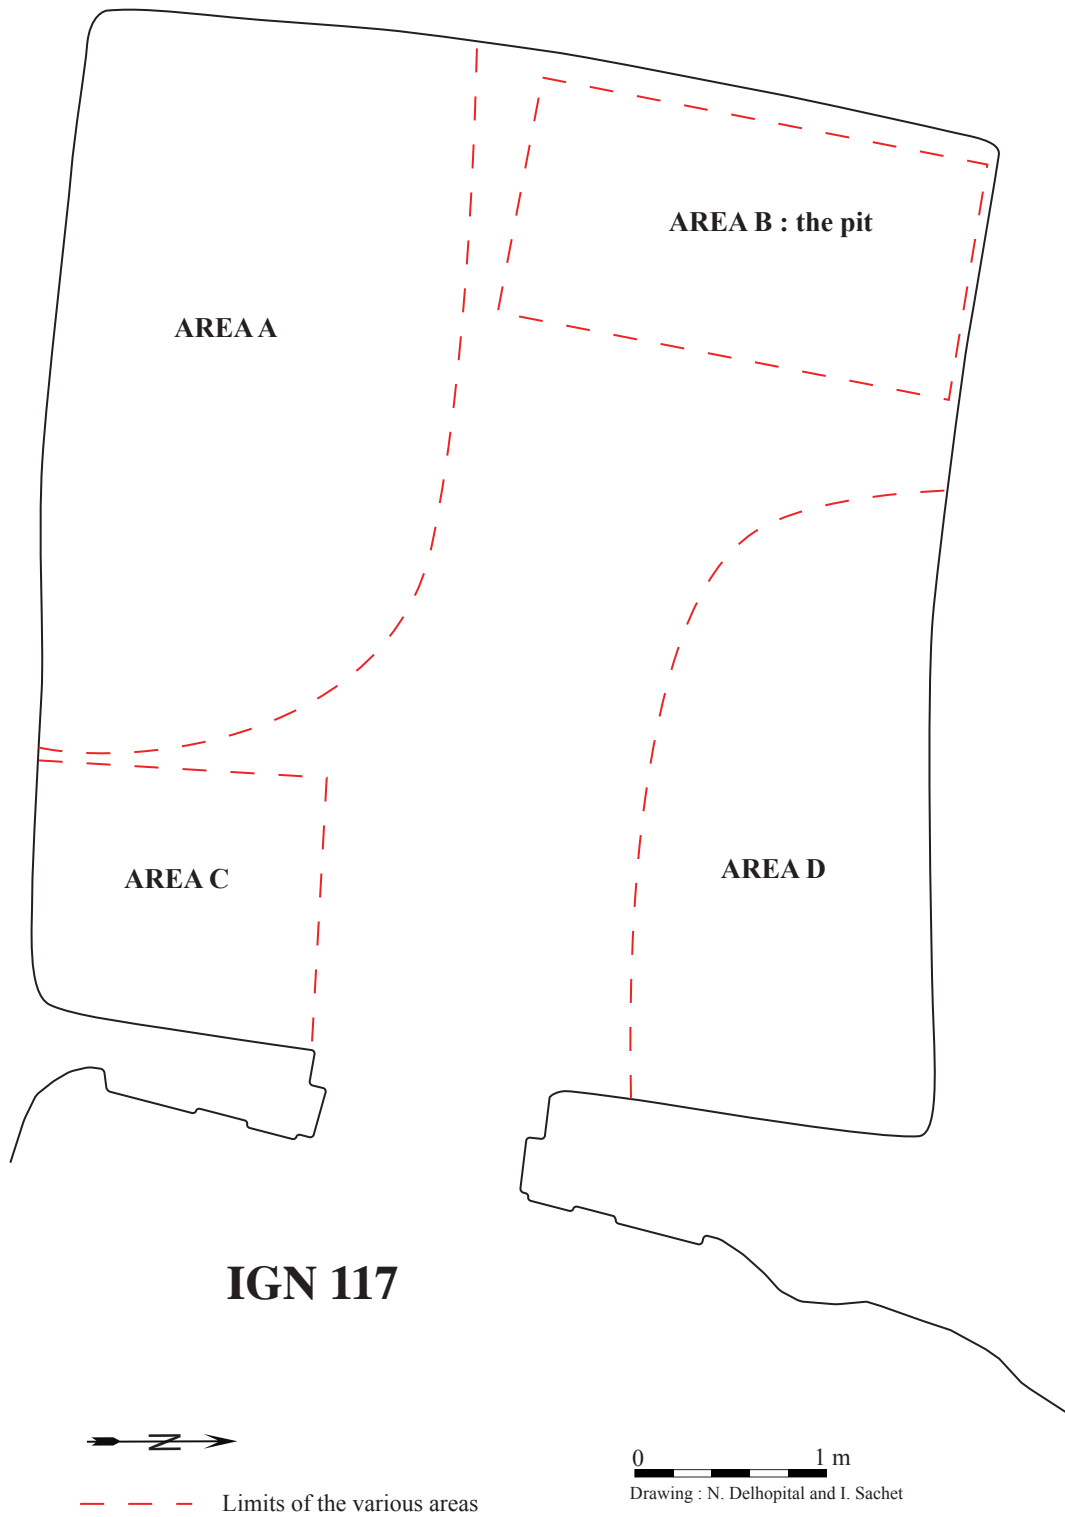 AREA B : the pit
AREA A
AREA C
AREA D
IGN 117
N
0 1 m
Drawing : N. Delhopital and I. Sachet
Limits of the various areas